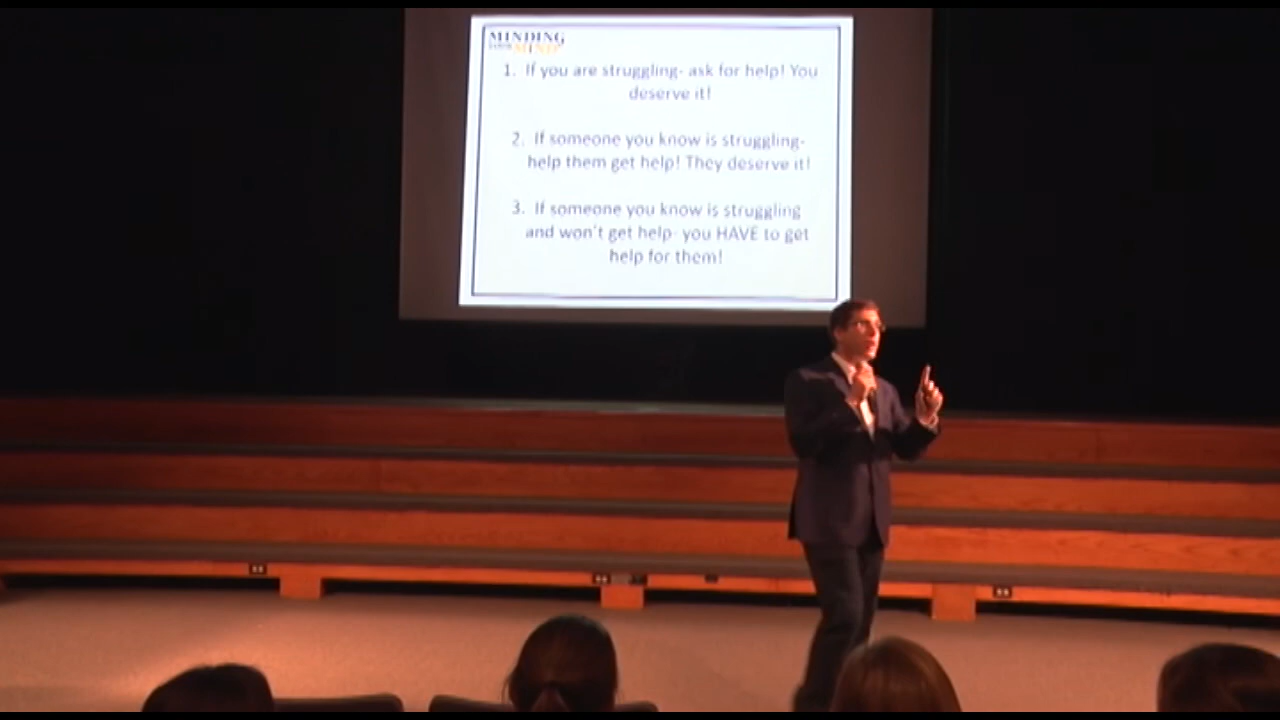 MINDING
YOUR MIND
1. If you are struggling- ask for help! You
deserve it!
2. If someone you know is struggling-
help them get help! They deserve it!
3. If someone you know is struggling
and won't get help- you HAVE to get
help for them!